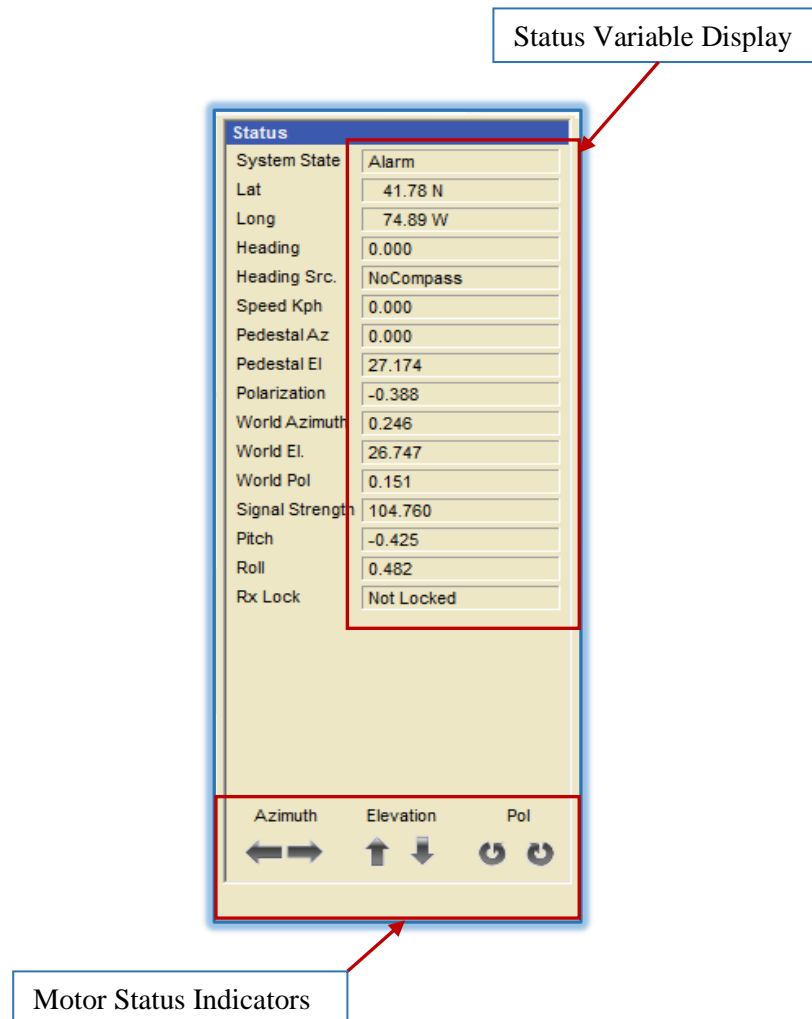 Status Variable Display
Status
System State Alarm
Lat 41.78 N
Long 74.89 W
Heading 0.000
Heading Src. NoCompass
Speed Kph 0.000
Pedestal Az 0.000
Pedestal El 27.174
Polarization -0.388
World Azimuth 0.246
World El. 26.747
World Pol 0.151
Signal Strength 104.760
Pitch -0.425
Roll 0.482
Rx Lock Not Locked
Azimuth Elevation Pol
Motor Status Indicators